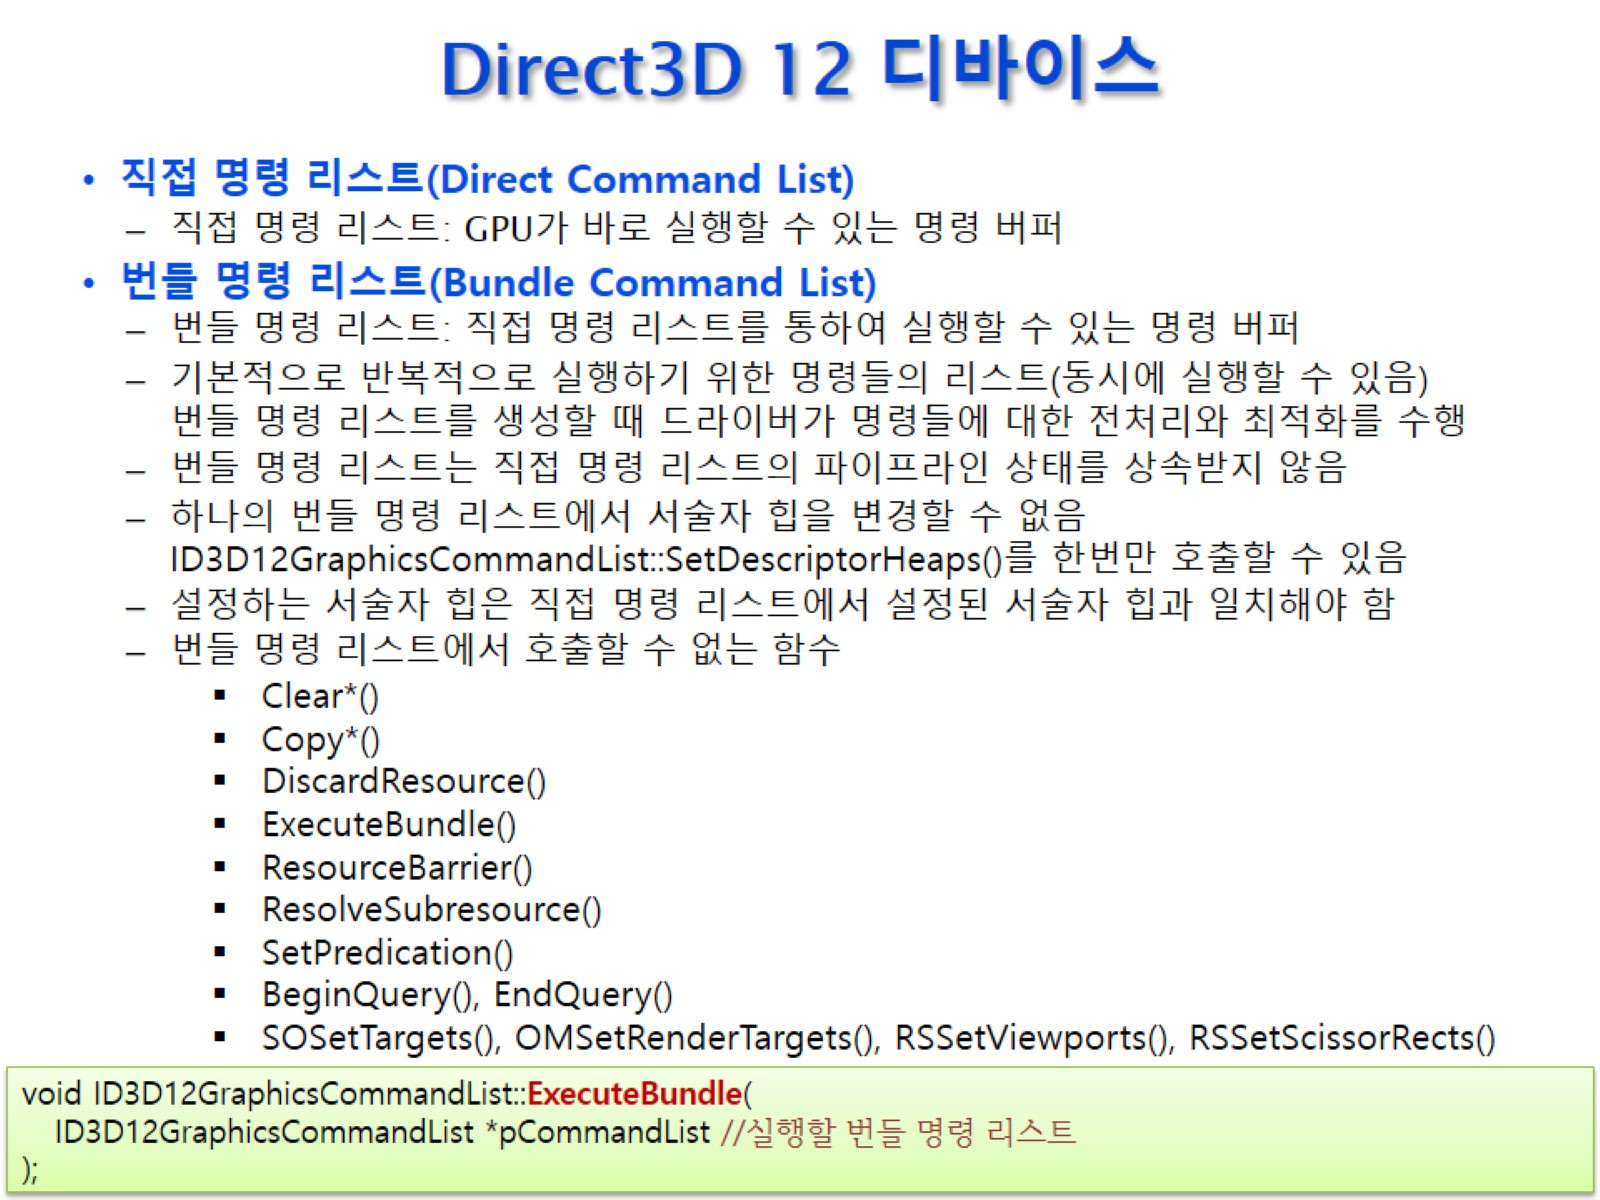 Direct3D 12 디바이스
• 직접 명령 리스트(Direct Command List)
– 직접 명령 리스트: GPU가 바로 실행할 수 있는 명령 버퍼
• 번들 명령 리스트(Bundle Command List)
– 번들 명령 리스트: 직접 명령 리스트를 통하여 실행할 수 있는 명령 버퍼
– 기본적으로 반복적으로 실행하기 위한 명령들의 리스트(동시에 실행할 수 있음)
번들 명령 리스트를 생성할 때 드라이버가 명령들에 대한 전처리와 최적화를 수행
– 번들 명령 리스트는 직접 명령 리스트의 파이프라인 상태를 상속받지 않음
– 하나의 번들 명령 리스트에서 서술자 힙을 변경할 수 없음
ID3D12GraphicsCommandList::SetDescriptorHeaps()를 한번만 호출할 수 있음
– 설정하는 서술자 힙은 직접 명령 리스트에서 설정된 서술자 힙과 일치해야 함
– 번들 명령 리스트에서 호출할 수 없는 함수
▪ Clear*()
▪ Copy*()
▪ DiscardResource()
▪ ExecuteBundle()
▪ ResourceBarrier()
▪ ResolveSubresource()
▪ SetPredication()
▪ BeginQuery(), EndQuery()
▪ SOSetTargets(), OMSetRenderTargets(), RSSetViewports(), RSSetScissorRects()
void ID3D12GraphicsCommandList::ExecuteBundle(
ID3D12GraphicsCommandList *pCommandList //실행할 번들 명령 리스트
);